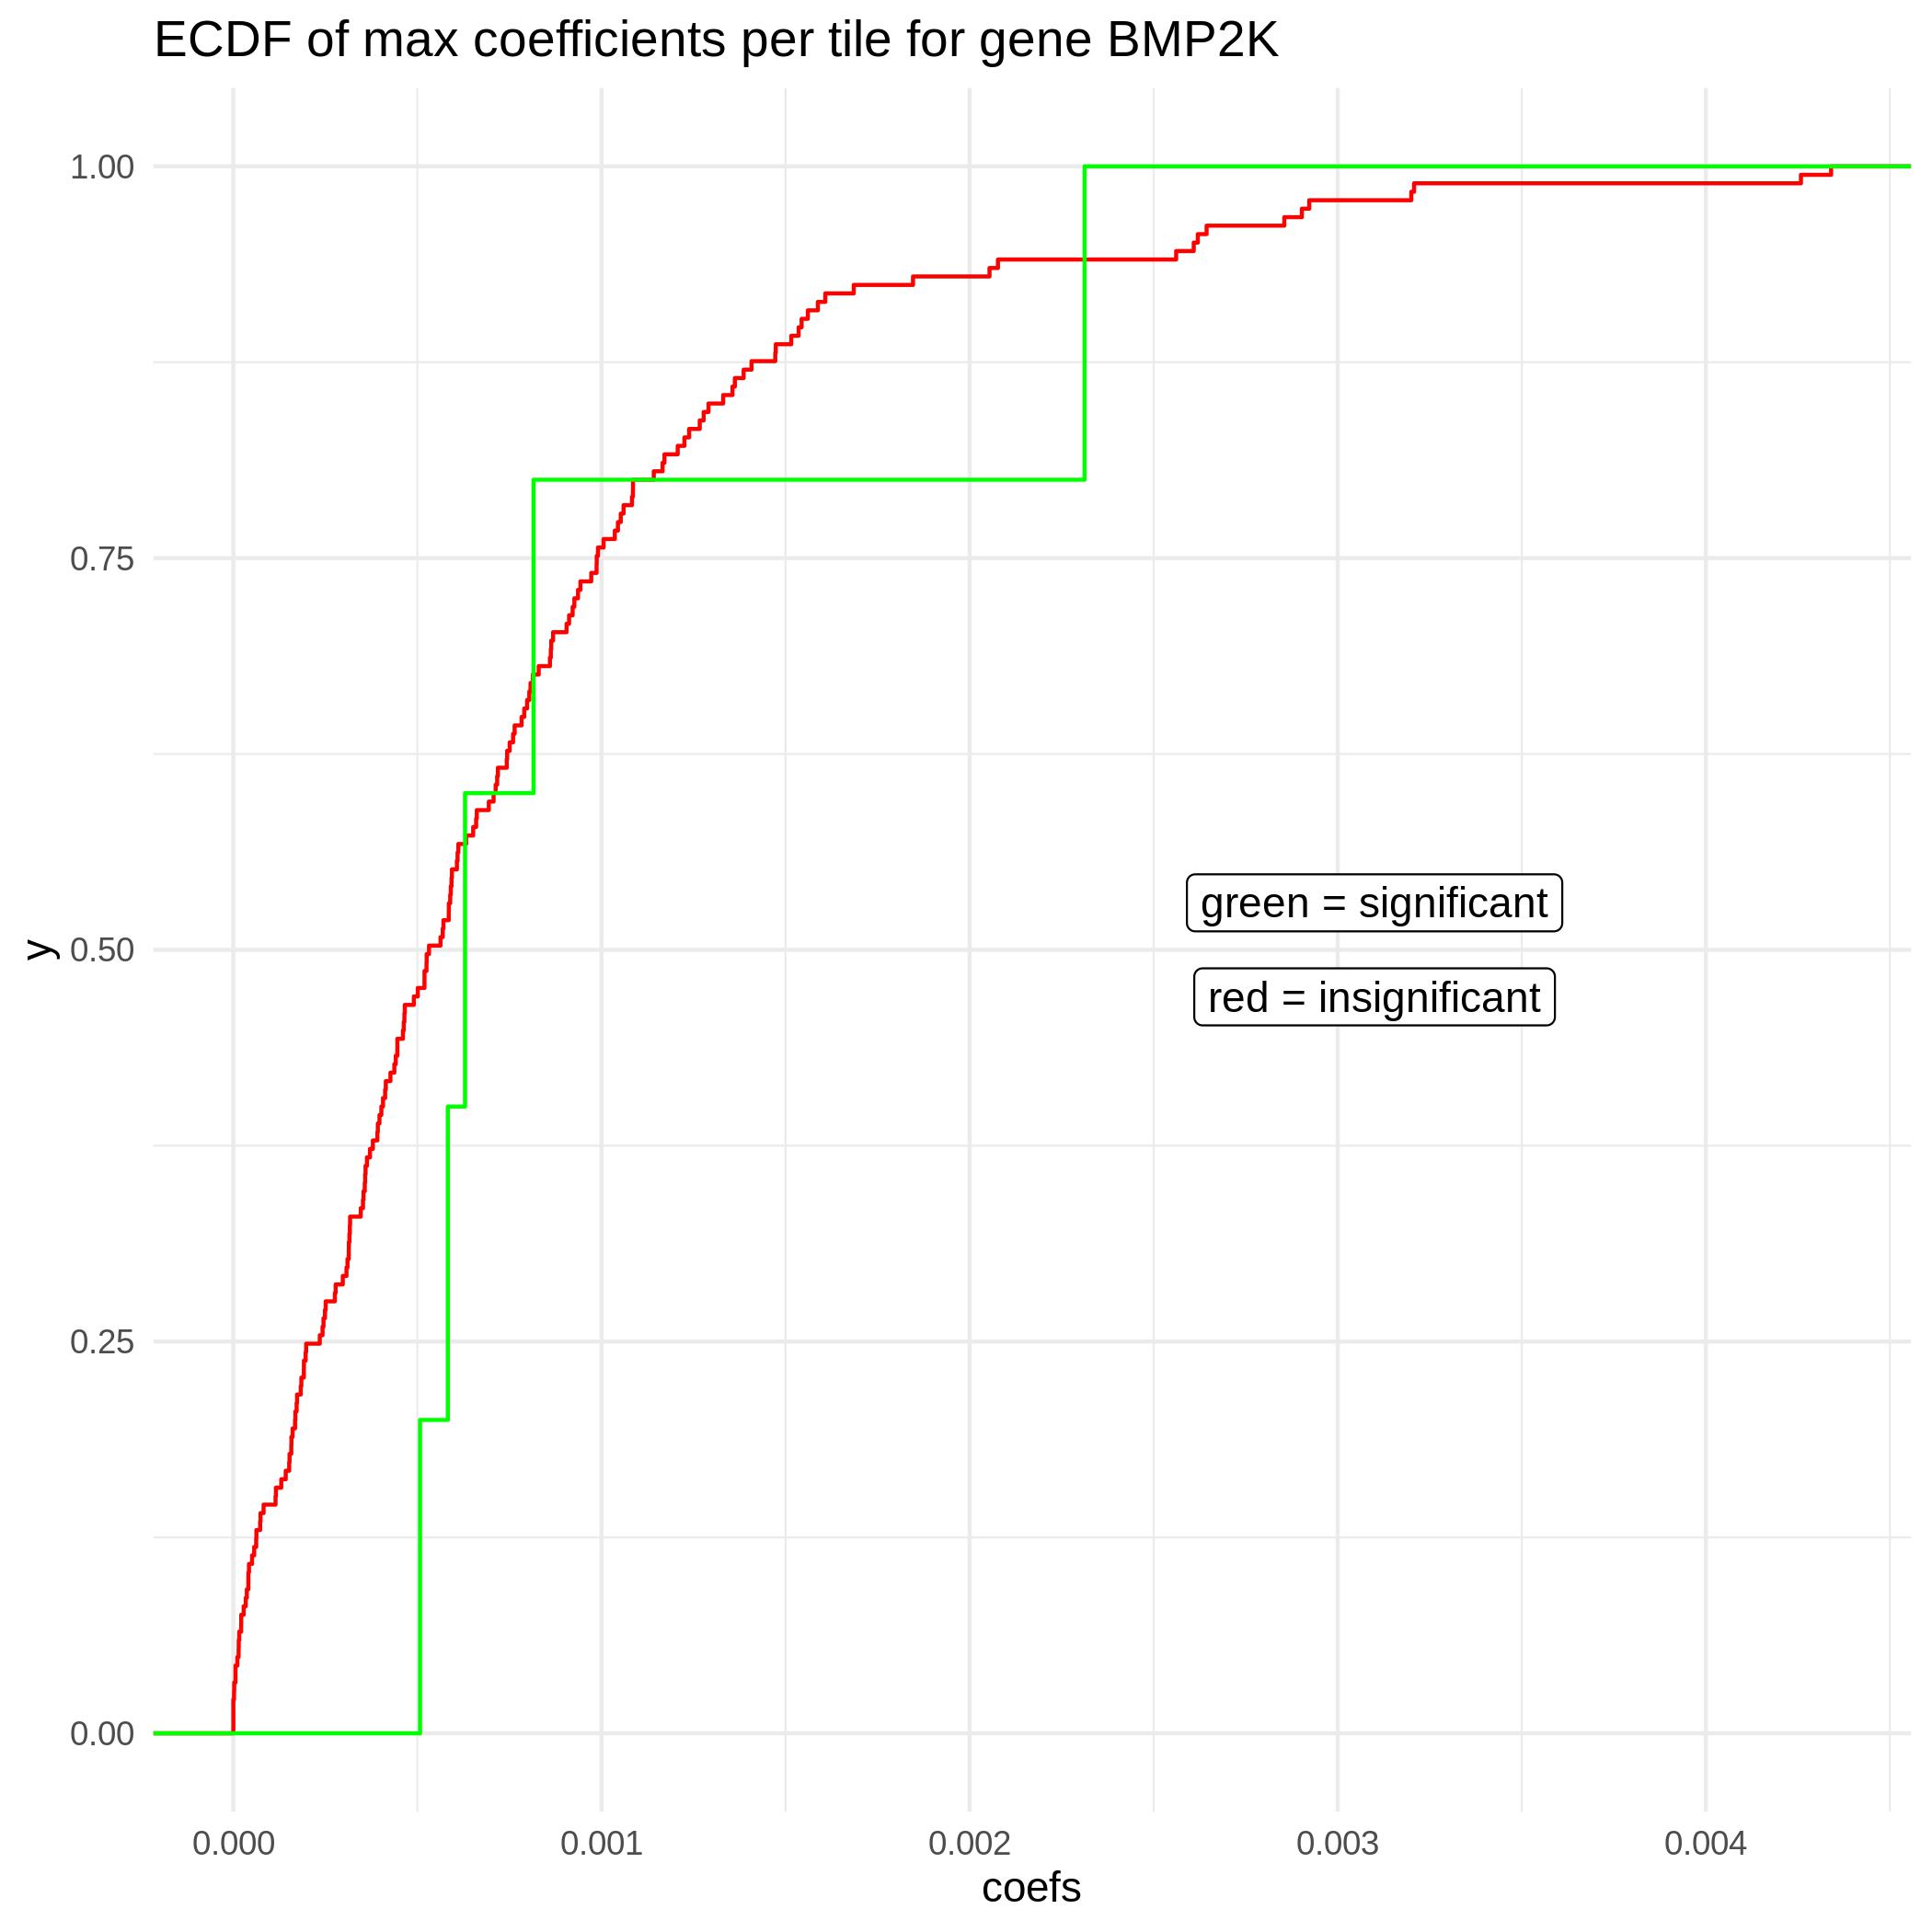 ECDF of max coefficients per tile for gene BMP2K
1.00
0.75
0.50
0.25
0.00
y
green = significant
red = insignificant
0.000 0.001 0.002 0.003 0.004
coefs